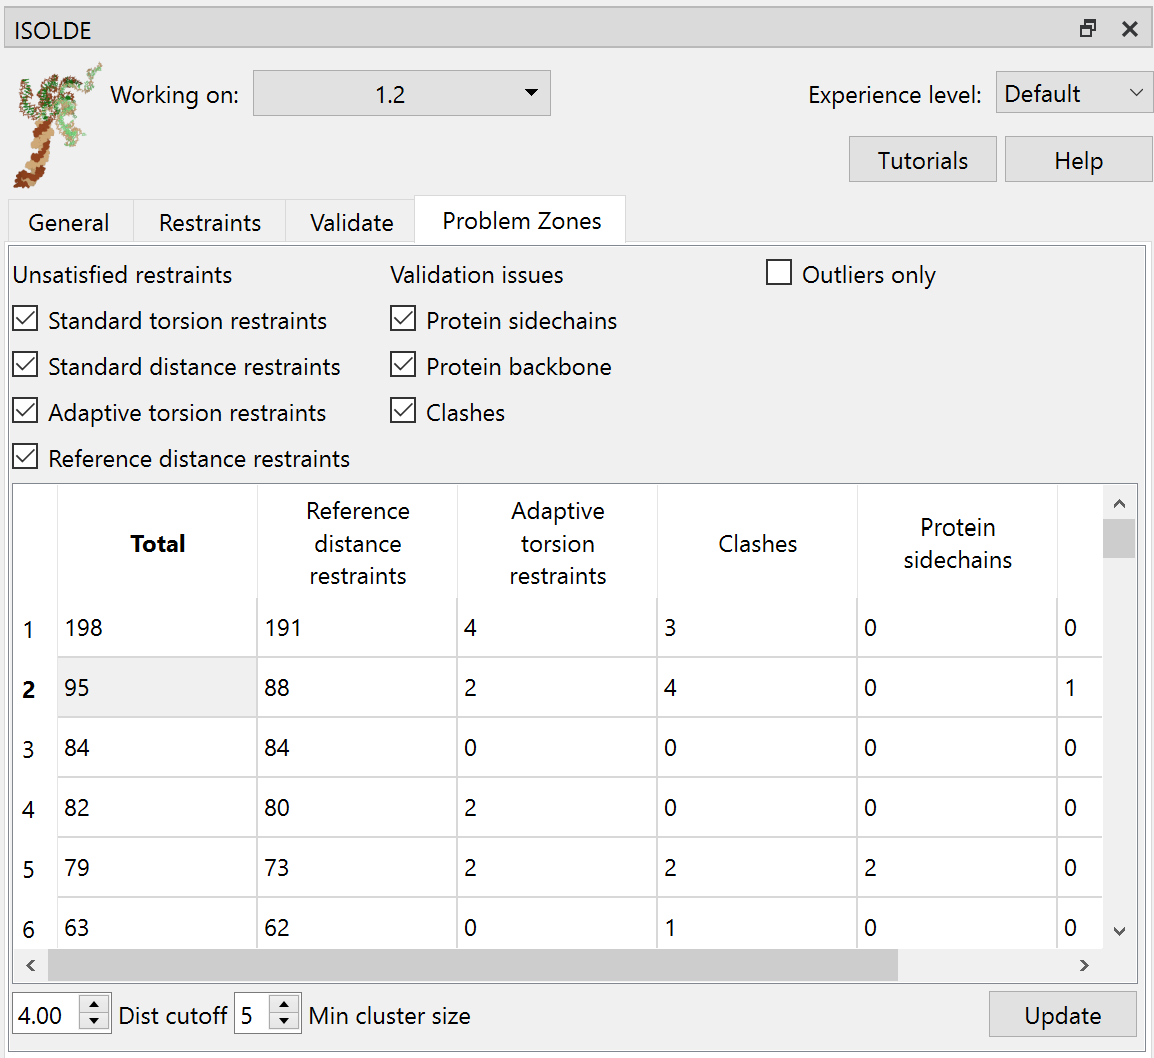 ISOLDE
Working on: 1.2 Experience level: Default
Tutorials Help
General Restraints Validate Problem Zones
Unsatisfied restraints Validation issues Outliers only
Standard torsion restraints Protein sidechains
Standard distance restraints Protein backbone
Adaptive torsion restraints Clashes
Reference distance restraints
Total Reference distance restraints Adaptive torsion restraints Clashes Protein sidechains
1 198 191 4 3 0 0
2 95 88 2 4 0 1
3 84 84 0 0 0 0
4 82 80 2 0 0 0
5 79 73 2 2 2 0
6 63 62 0 1 0 0
4.00 Dist cutoff 5 Min cluster size Update